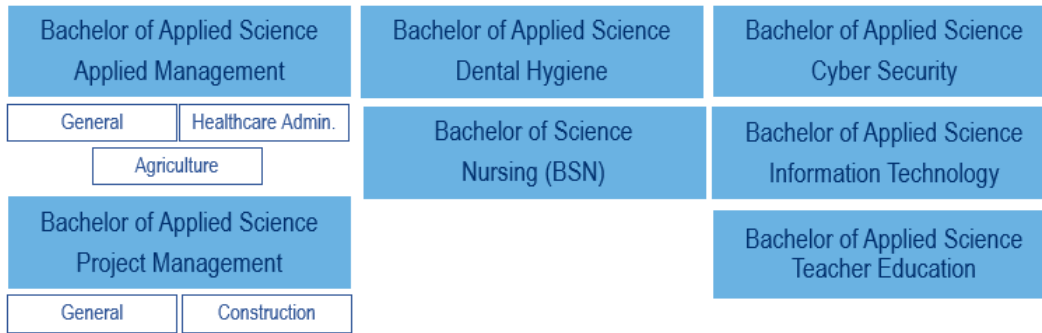 Bachelor of Applied Science
Applied Management
General
Healthcare Admin.
Agriculture
Bachelor of Applied Science
Project Management
General
Construction
Bachelor of Applied Science
Dental Hygiene
Bachelor of Science
Nursing (BSN)
Bachelor of Applied Science
Cyber Security
Bachelor of Applied Science
Information Technology
Bachelor of Applied Science
Teacher Education